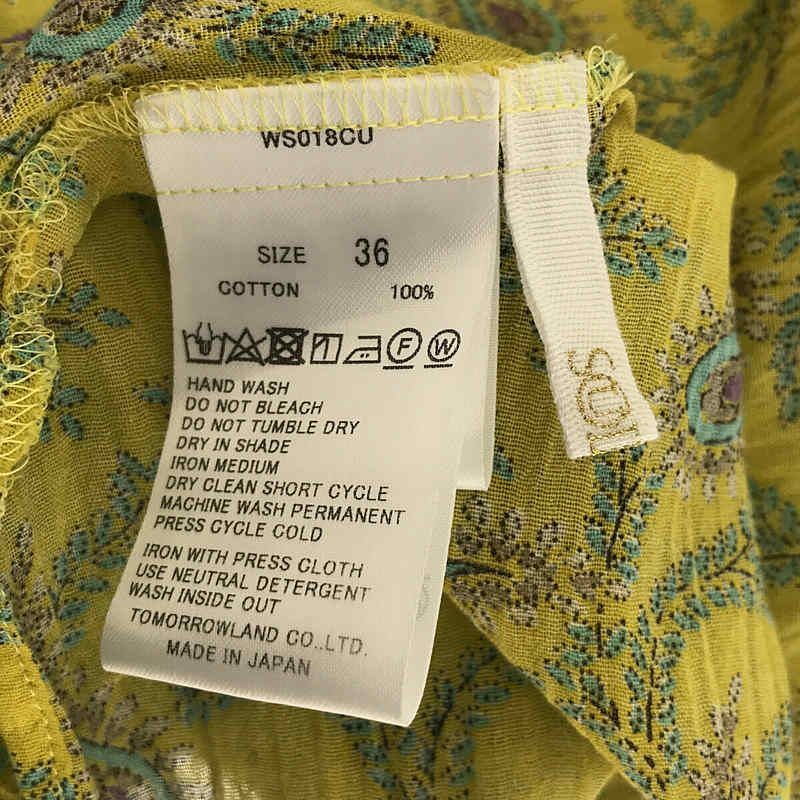 WS018CU
SIZE 36
COTTON 100%
F W
HAND WASH
DO NOT BLEACH
DO NOT TUMBLE DRY
DRY IN SHADE
IRON MEDIUM
DRY CLEAN SHORT CYCLE
MACHINE WASH PERMANENT
PRESS CYCLE COLD
IRON WITH PRESS CLOTH
USE NEUTRAL DETERGENT
WASH INSIDE OUT
TOMORROWLAND CO.,LTD.
MADE IN JAPAN